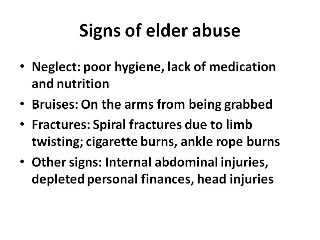 Signs of elder abuse
• Neglect: poor hygiene, lack of medication
and nutrition
• Bruises: On the arms from being grabbed
• Fractures: Spiral fractures due to limb
twisting; cigarette burns, ankle rope burns
• Other signs: Internal abdominal injuries,
depleted personal finances, head injuries